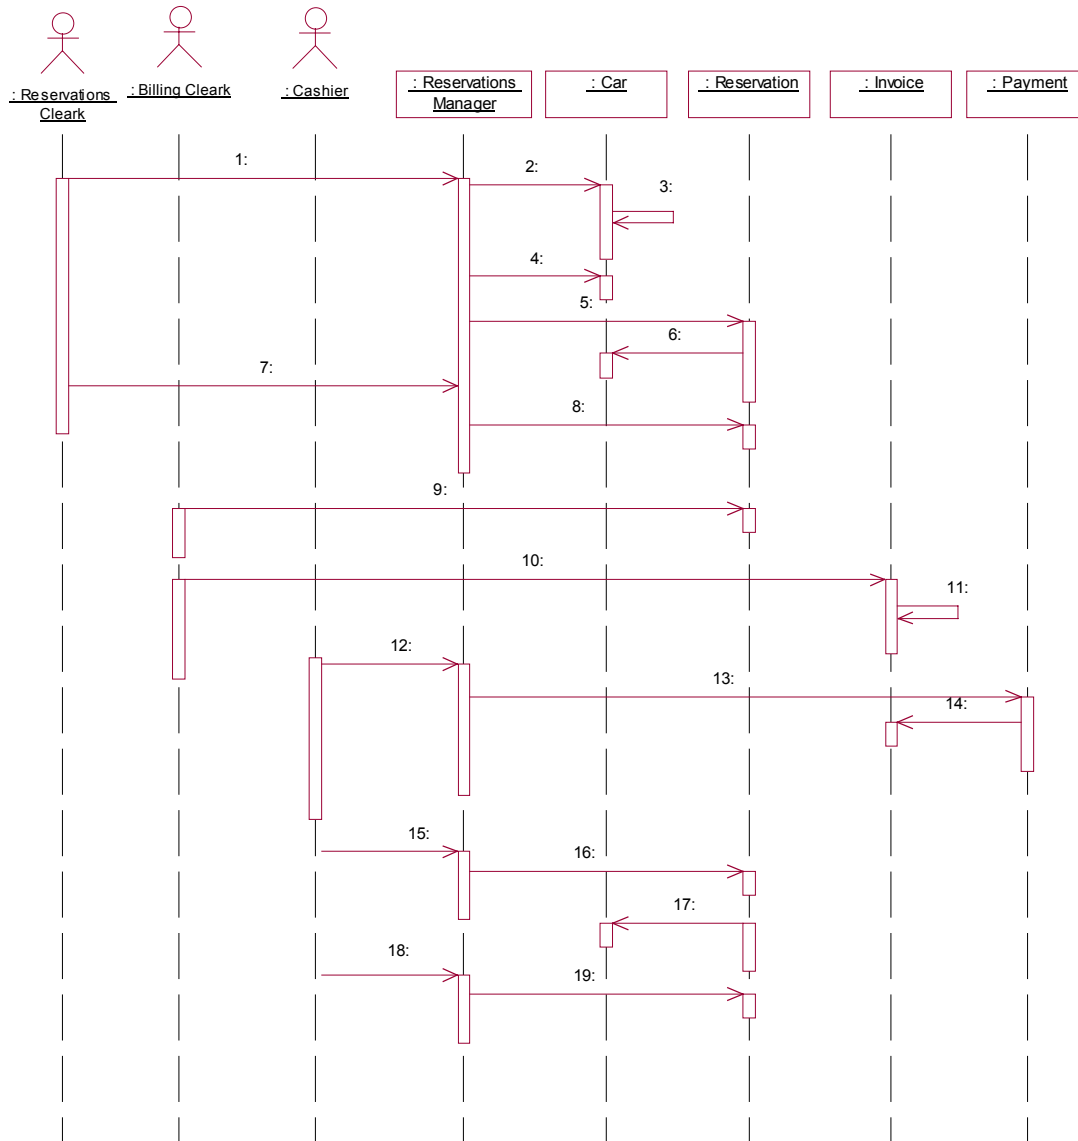 : Reservations
Cleark
: Billing Cleark
: Cashier
: Reservations
Manager
: Car
: Reservation
: Invoice
: Payment
1:
2:
3:
4:
5:
6:
7:
8:
9:
10:
11:
12:
13:
14:
15:
16:
17:
18:
19: